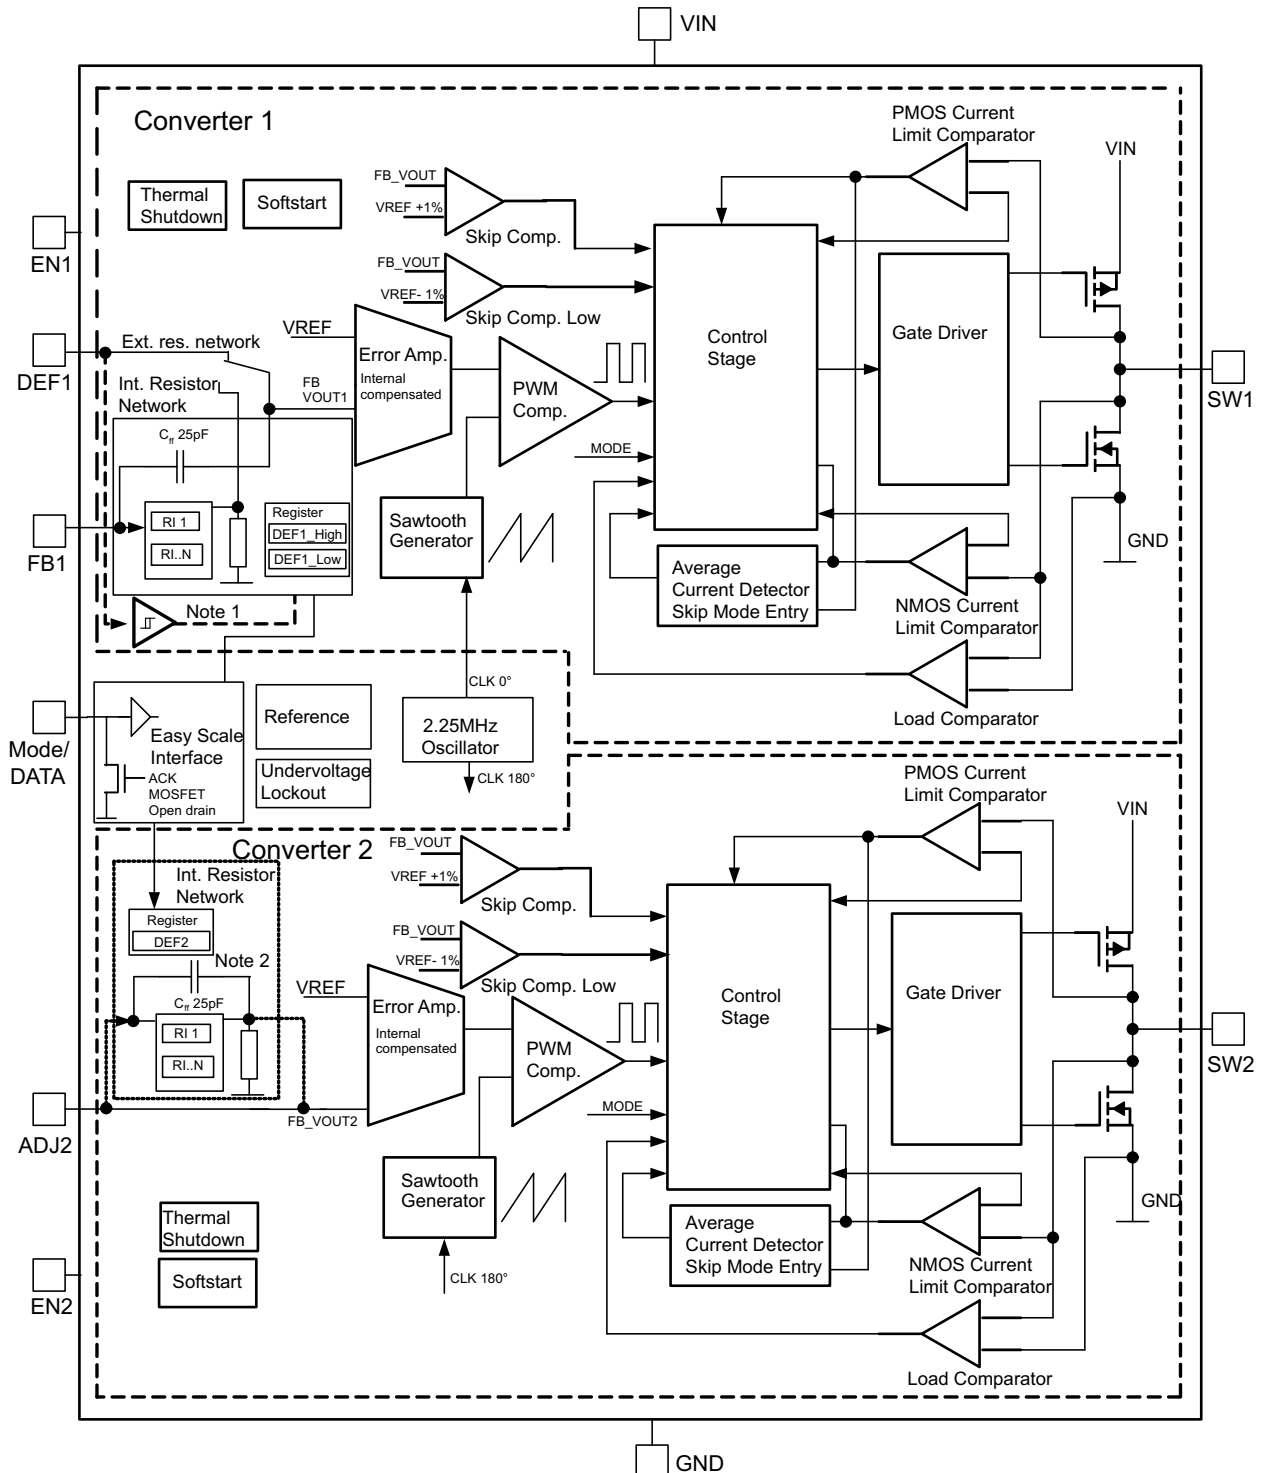 VIN
Converter 1
PMOS Current
Limit Comparator
VIN
Thermal
Shutdown
Softstart
FB_VOUT
VREF +1%
Skip Comp.
EN1
FB_VOUT
VREF- 1%
Skip Comp. Low
Control
Stage
Gate Driver
VREF
Ext. res. network
DEF1
Error Amp.
Internal
compensated
Int. Resistor
Network
FB
VOUT1
PWM
Comp.
SW1
Cff 25pF
MODE
RI 1
RI..N
Register
DEF1_High
DEF1_Low
FB1
Sawtooth
Generator
GND
Average
Current Detector
Skip Mode Entry
NMOS Current
Limit Comparator
Note 1
CLK 0°
Load Comparator
Mode/
DATA
Easy Scale
Interface
ACK
MOSFET
Open drain
Reference
2.25MHz
Oscillator
Undervoltage
Lockout
CLK 180°
PMOS Current
Limit Comparator
VIN
Converter 2
FB_VOUT
VREF +1%
Skip Comp.
Int. Resistor
Network
Register
DEF2
Note 2
FB_VOUT
VREF- 1%
Skip Comp. Low
Control
Stage
Gate Driver
VREF
Cff 25pF
Error Amp.
Internal
compensated
RI 1
RI..N
PWM
Comp.
SW2
MODE
ADJ2
FB_VOUT2
Sawtooth
Generator
GND
Thermal
Shutdown
Average
Current Detector
Skip Mode Entry
NMOS Current
Limit Comparator
Softstart
CLK 180°
EN2
Load Comparator
GND